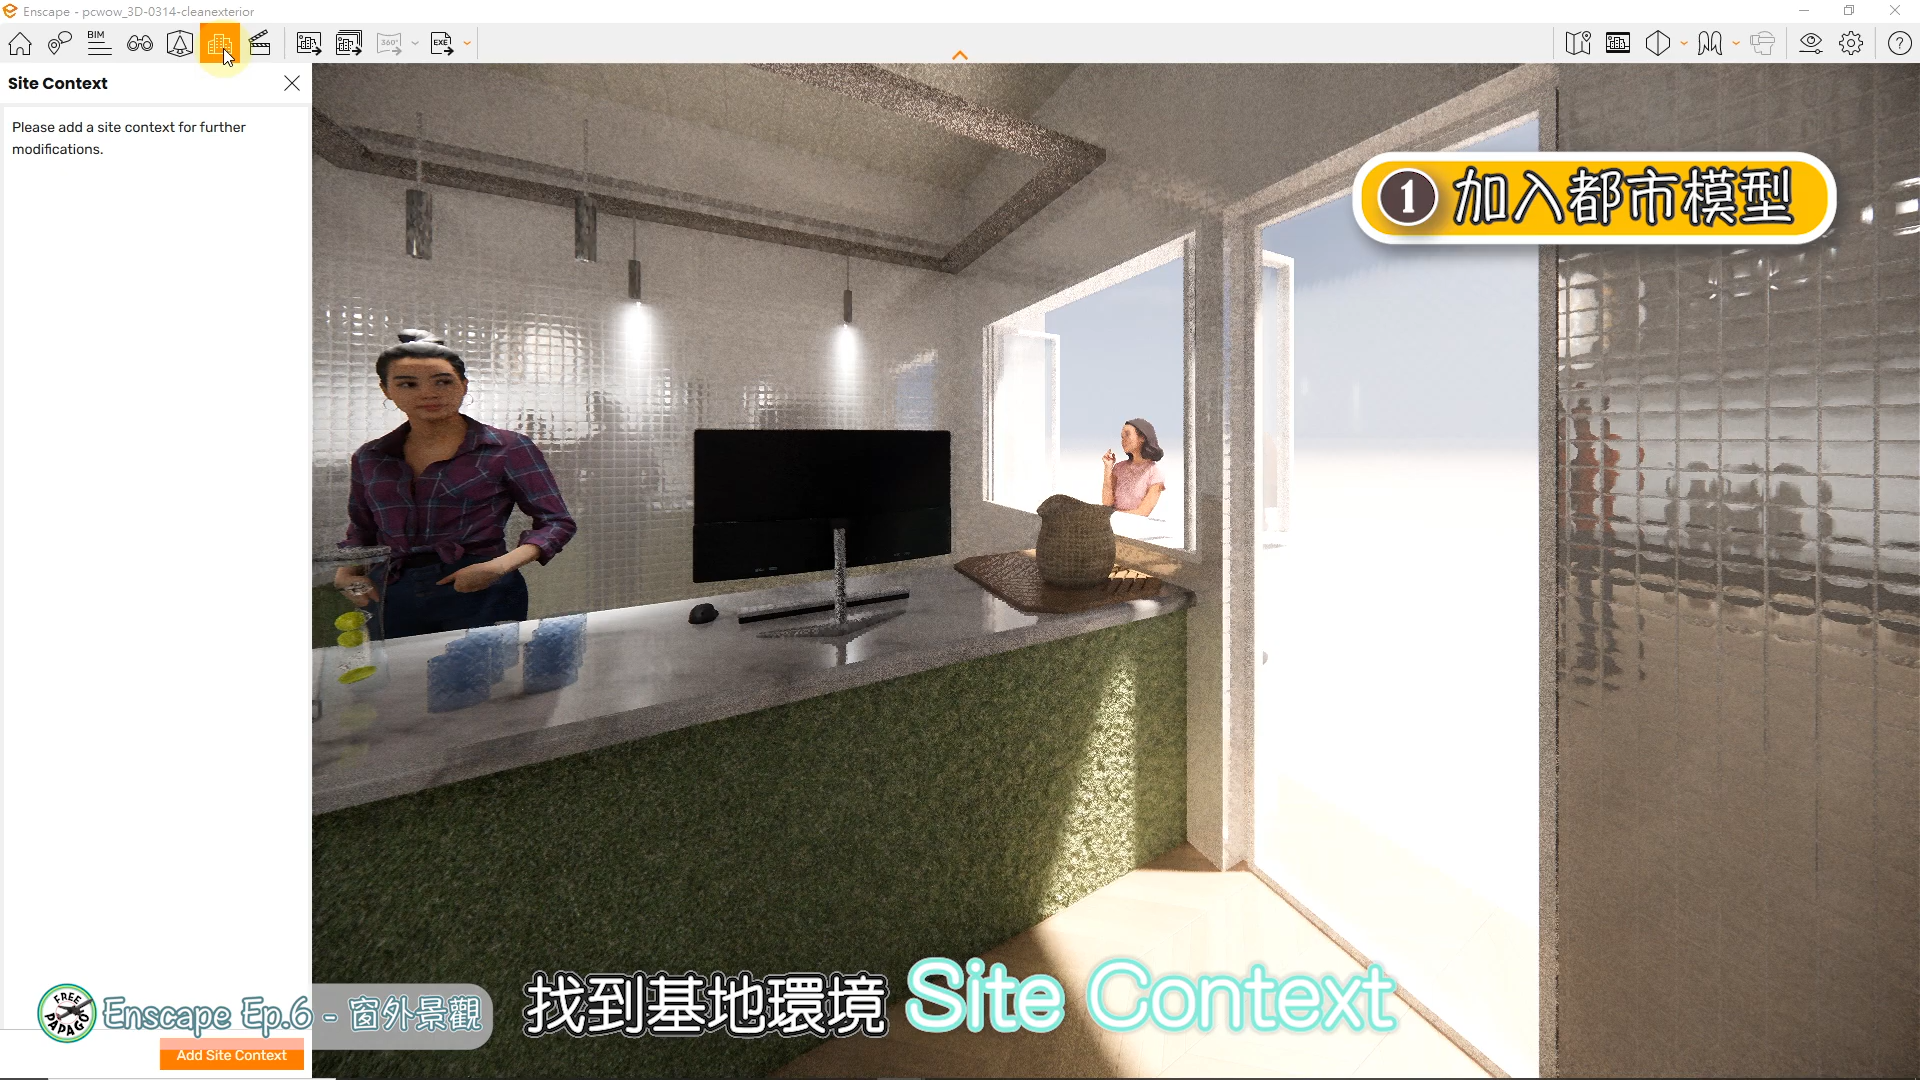 Enscape - pcwow_3D-0314-cleanexterior
BIM
360°
EXE
Site Context
Please add a site context for further
modifications.
1 加入都市模型
找到基地環境 Site Context
FREE PAPAGO
Enscape Ep.6 - 窗外景觀
Add Site Context